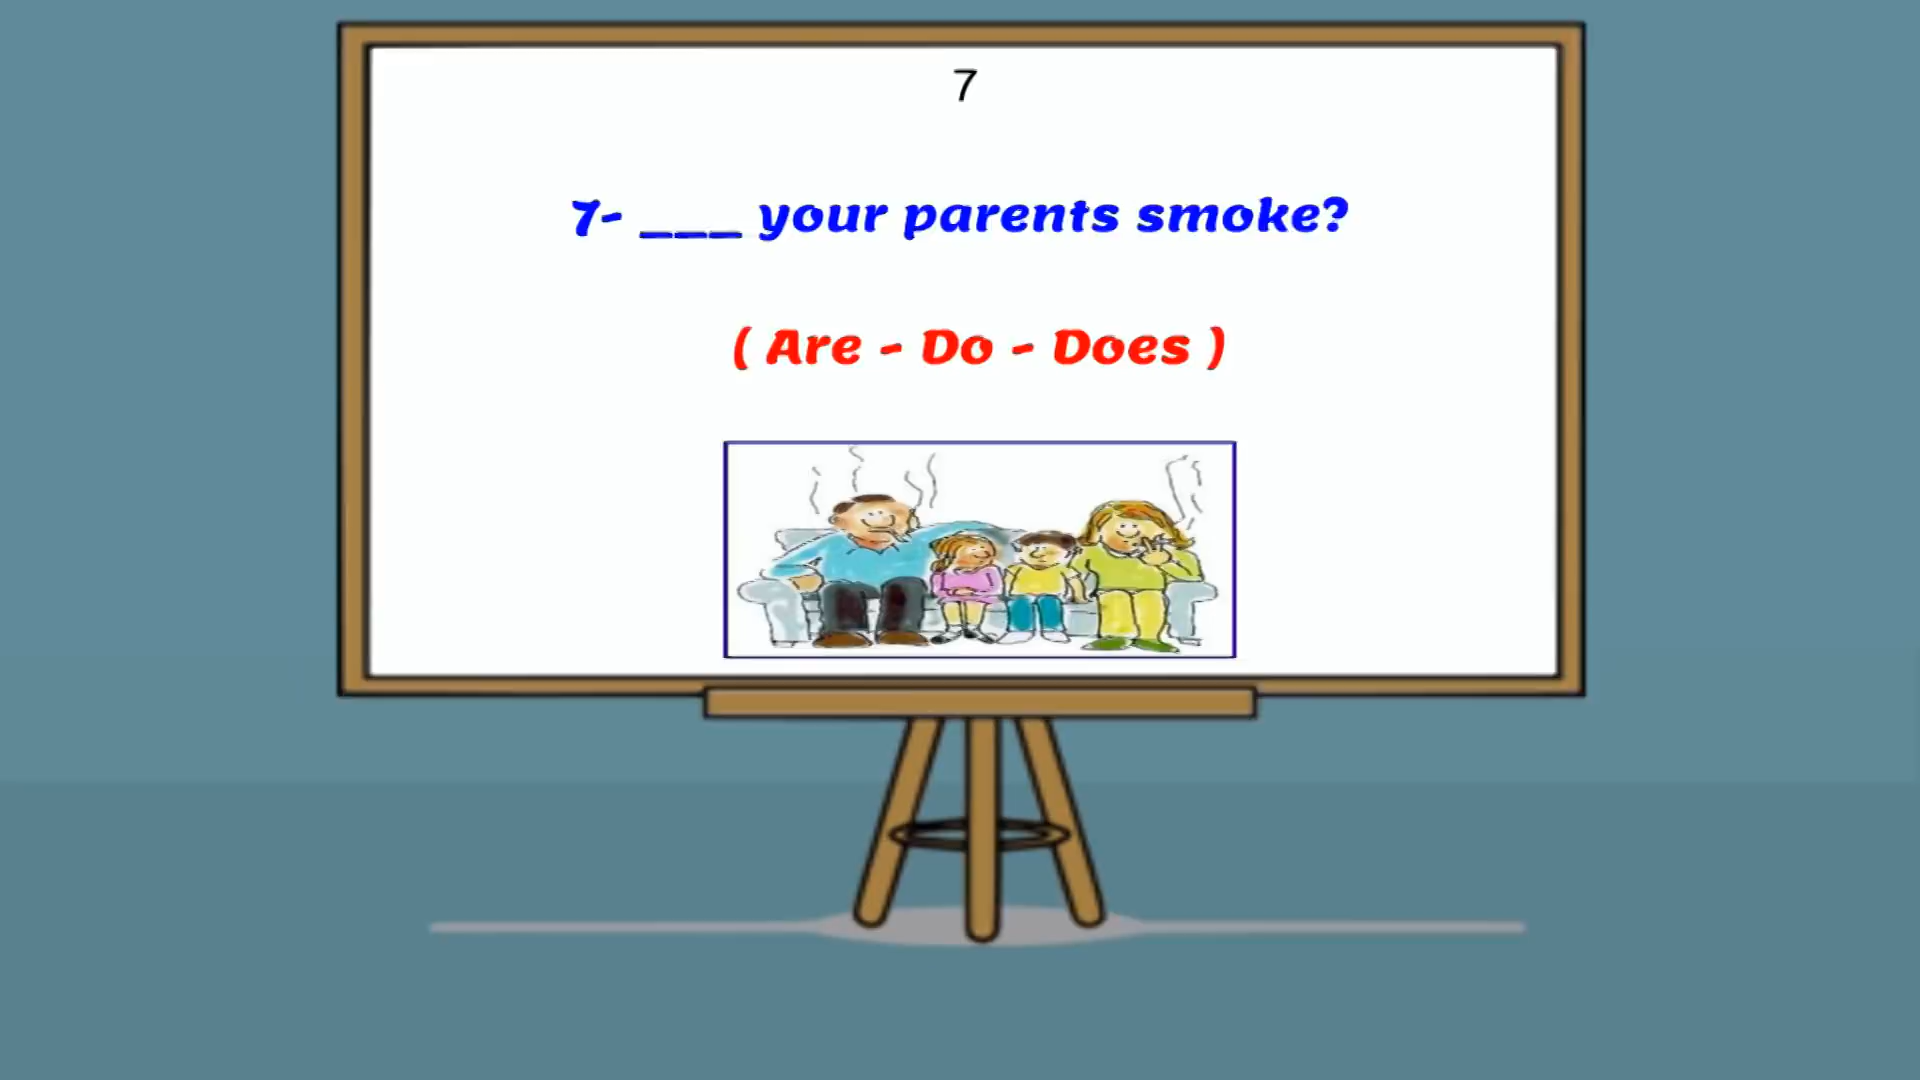 7
7- ___ your parents smoke?
( Are - Do - Does )